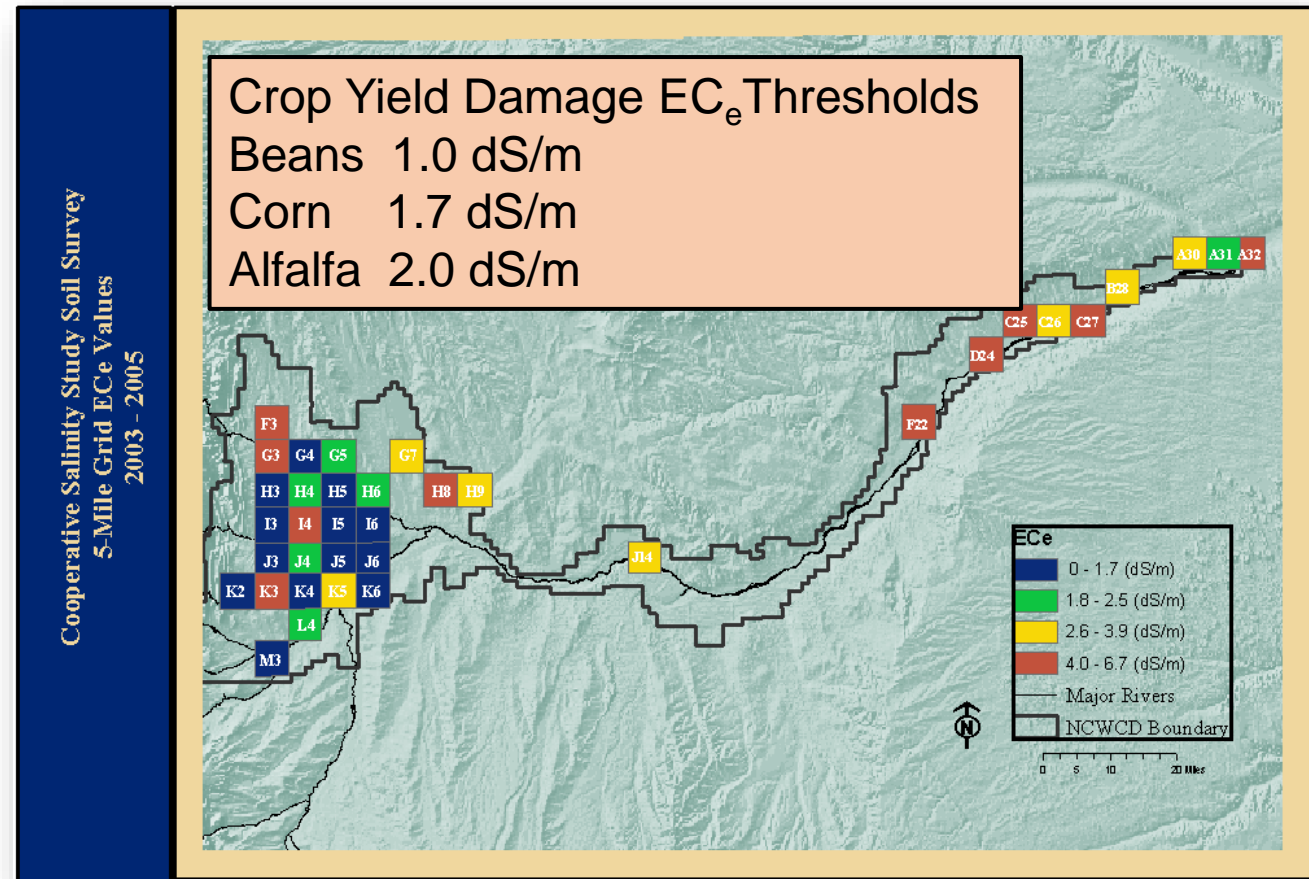 Cooperative Salinity Study Soil Survey
5-Mile Grid ECe Values
2003 - 2005
Crop Yield Damage ECe Thresholds
Beans 1.0 dS/m
Corn 1.7 dS/m
Alfalfa 2.0 dS/m
A30 A31 A32
B28
C25 C26 C27
D24
F3 F22
G3 G4 G5 G7
H3 H4 H5 H6 H8 H9
I3 I4 I5 I6
J3 J4 J5 J6 J14
K2 K3 K4 K5 K6
L4
M3
ECe
0 - 1.7 (dS/m)
1.8 - 2.5 (dS/m)
2.6 - 3.9 (dS/m)
4.0 - 6.7 (dS/m)
Major Rivers
NCWCD Boundary
N
0 5 10 20 Miles